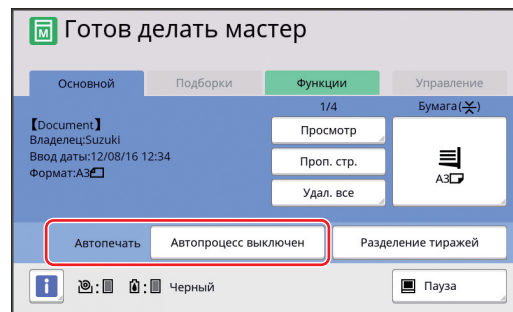 Готов делать мастер
Основной Подборки Функции Управление
1/4 Бумага(⚹)
【Document】
Владелец:Suzuki
Ввод даты:12/08/16 12:34
Формат:A3
Просмотр
Проп. стр.
Удал. все
A3
Автопечать Автопроцесс выключен Разделение тиражей
Черный Пауза